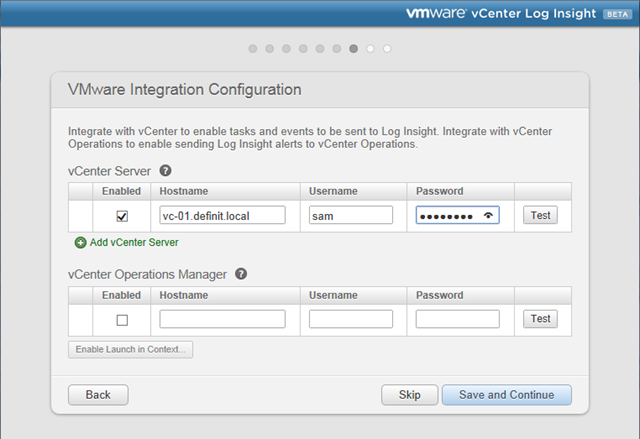 vmware vCenter Log Insight BETA
VMware Integration Configuration
Integrate with vCenter to enable tasks and events to be sent to Log Insight. Integrate with vCenter
Operations to enable sending Log Insight alerts to vCenter Operations.
vCenter Server ?
Enabled Hostname Username Password
vc-01.definit.local sam •••••••• Test
Add vCenter Server
vCenter Operations Manager ?
Enabled Hostname Username Password
Test
Enable Launch in Context...
Back Skip Save and Continue